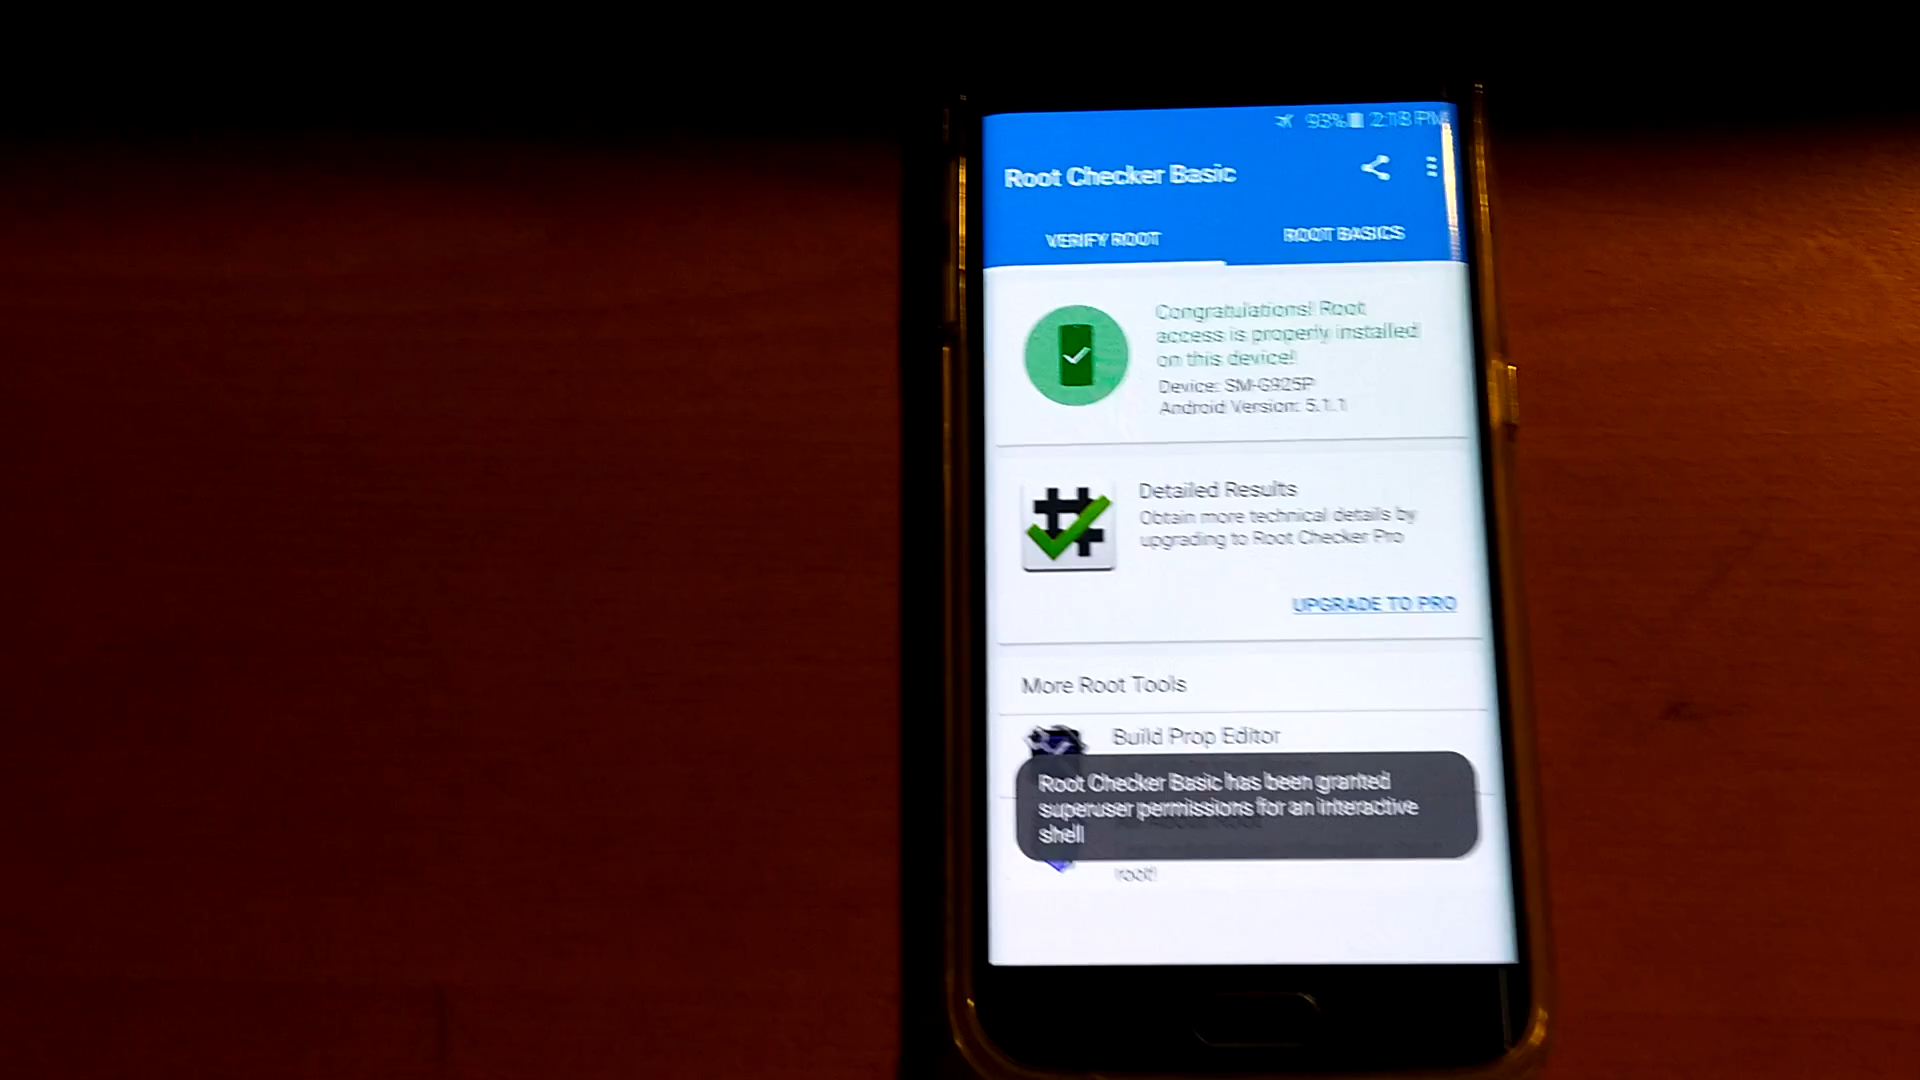 93% 2:18 PM
Root Checker Basic
VERIFY ROOT
ROOT BASICS
Congratulations! Root
access is properly installed
on this device!
Device: SM-G925P
Android Version: 5.1.1
Detailed Results
Obtain more technical details by
upgrading to Root Checker Pro
UPGRADE TO PRO
More Root Tools
Build Prop Editor
Root Checker Basic has been granted
superuser permissions for an interactive
shell
root!